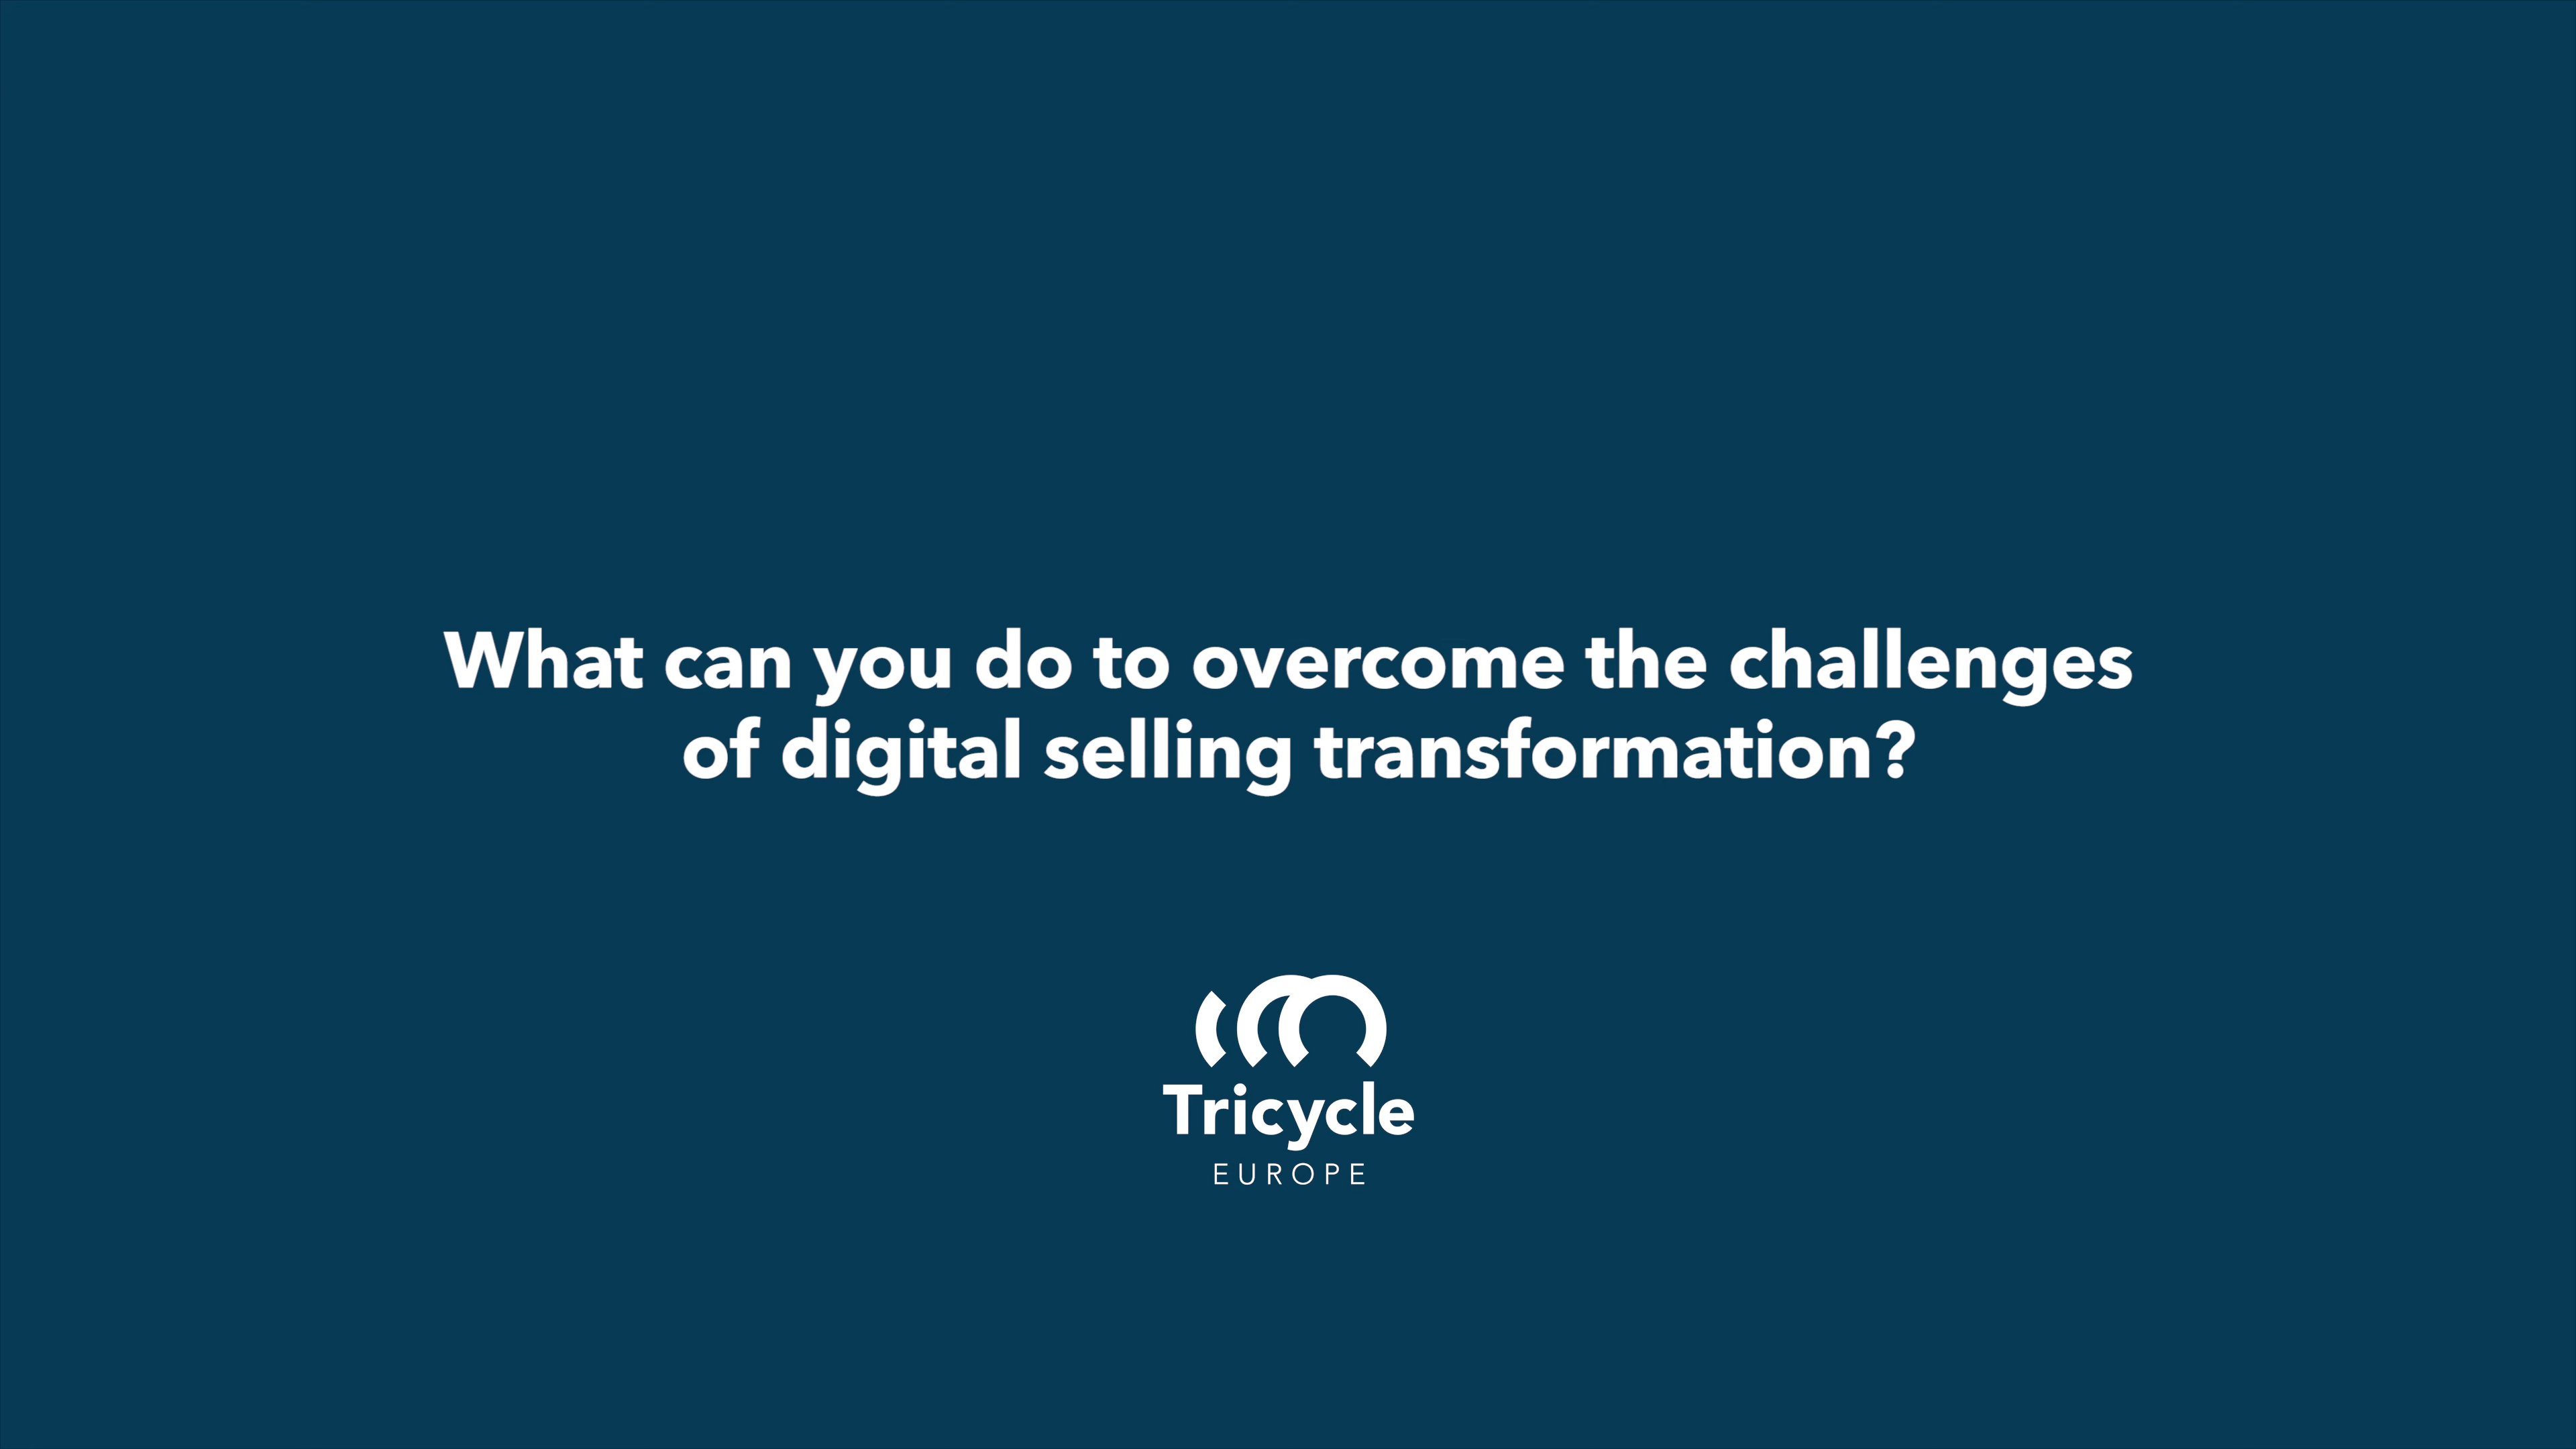 What can you do to overcome the challenges
of digital selling transformation?
Tricycle
EUROPE